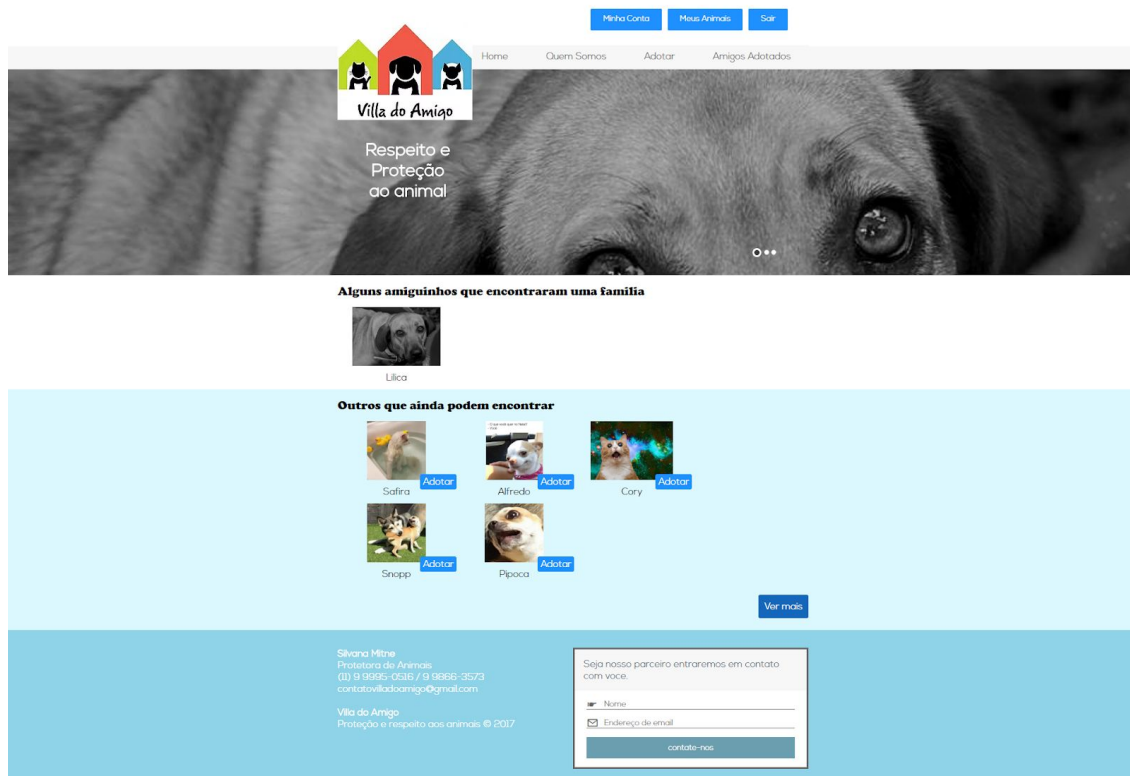 Minha Conta
Meus Animais
Sair
Villa do Amigo
Home
Quem Somos
Adotar
Amigos Adotados
Respeito e
Proteção
ao animal
Alguns amiguinhos que encontraram uma familia
Lilica
Outros que ainda podem encontrar
Adotar
Safira
Adotar
Alfredo
Adotar
Cory
Adotar
Snopp
Adotar
Pipoca
Ver mais
Silvana Mitne
Protetora de Animais
(11) 9 9995-0516 / 9 9866-3573
contatovilladoamigo@gmail.com
Villa do Amigo
Proteção e respeito aos animais © 2017
Seja nosso parceiro entraremos em contato
com voce.
Nome
Endereço de email
contate-nos